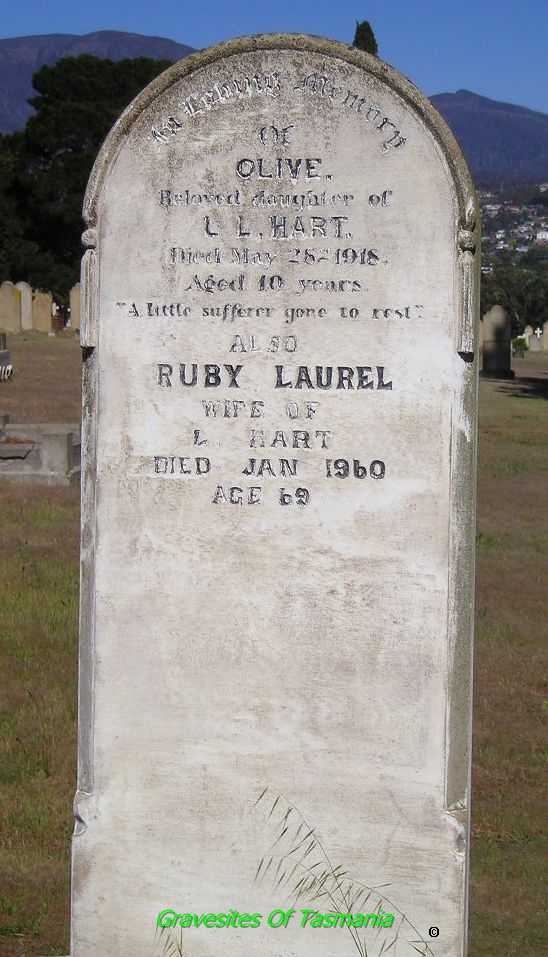 In Loving Memory
Of
OLIVE.
Beloved daughter of
L. L. HART.
Died May 28th 1918.
Aged 10 years.
"A little sufferer gone to rest".
ALSO
RUBY LAUREL
WIFE OF
L. HART
DIED JAN 1960
AGE 69
Gravesites Of Tasmania ©